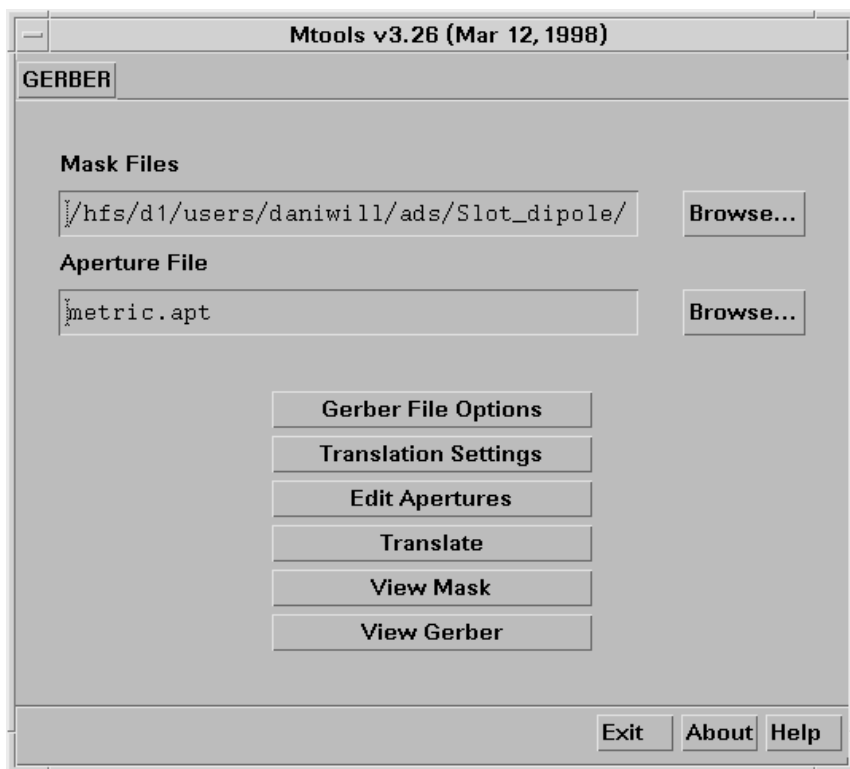 Mtools v3.26 (Mar 12, 1998)
GERBER
Mask Files
/hfs/d1/users/daniwill/ads/Slot_dipole/
Browse...
Aperture File
metric.apt
Browse...
Gerber File Options
Translation Settings
Edit Apertures
Translate
View Mask
View Gerber
Exit
About
Help